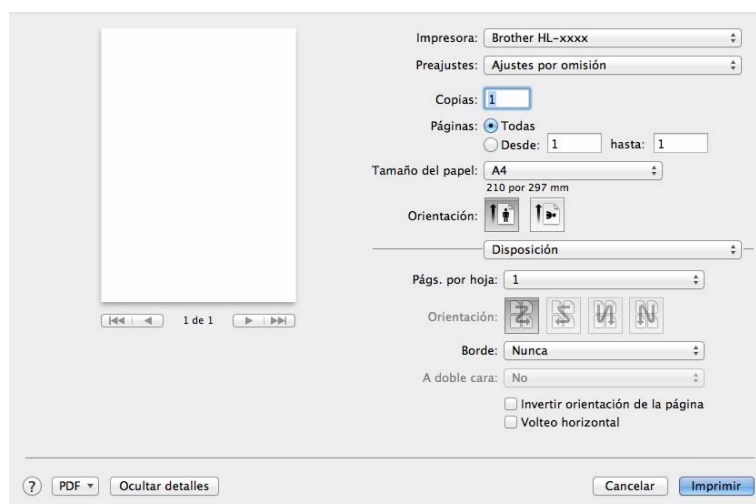 Impresora: Brother HL-xxxx
Preajustes: Ajustes por omisión
Copias: 1
Páginas: Todas
Desde: 1 hasta: 1
Tamaño del papel: A4
210 por 297 mm
Orientación:
Disposición
Págs. por hoja: 1
1 de 1
Orientación:
Borde: Nunca
A doble cara: No
Invertir orientación de la página
Volteo horizontal
? PDF Ocultar detalles Cancelar Imprimir